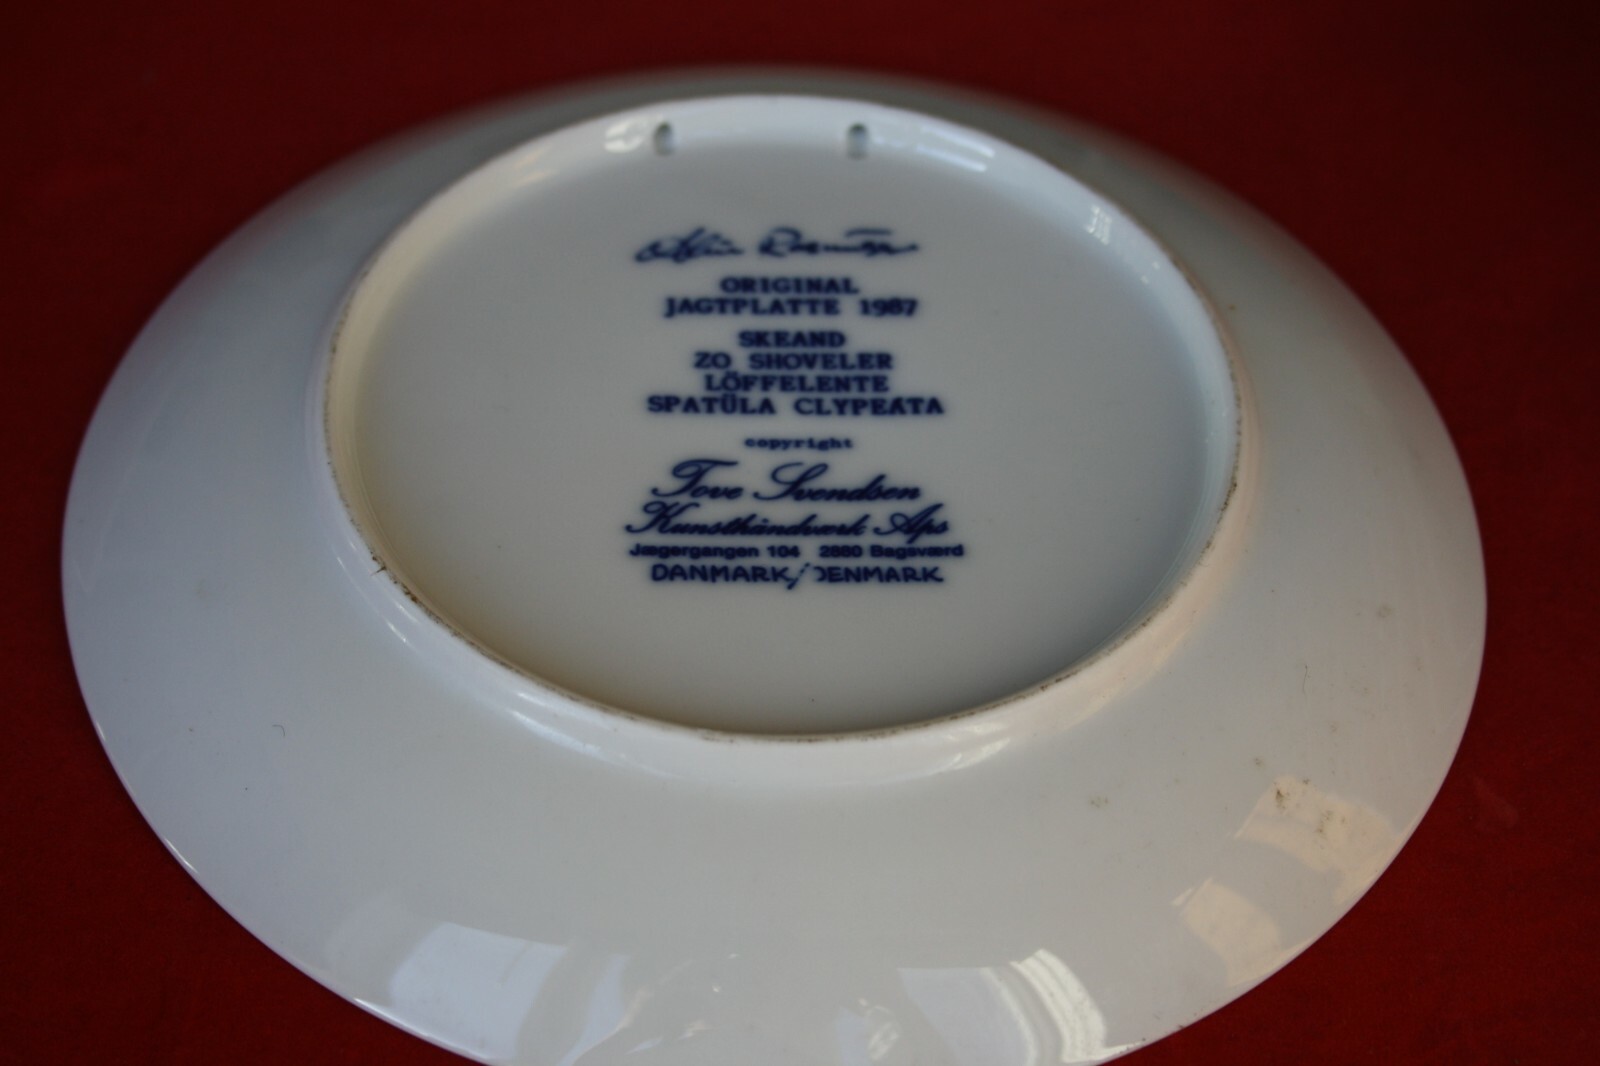 ORIGINAL
JAGTPLATTE 1987
SKEAND
ZO SHOVELER
LÖFFELENTE
SPATÜLA CLYPEATA
copyright
Tove Svendsen
Kunsthåndværk Aps
Jægergangen 104 2880 Bagsværd
DANMARK/DENMARK